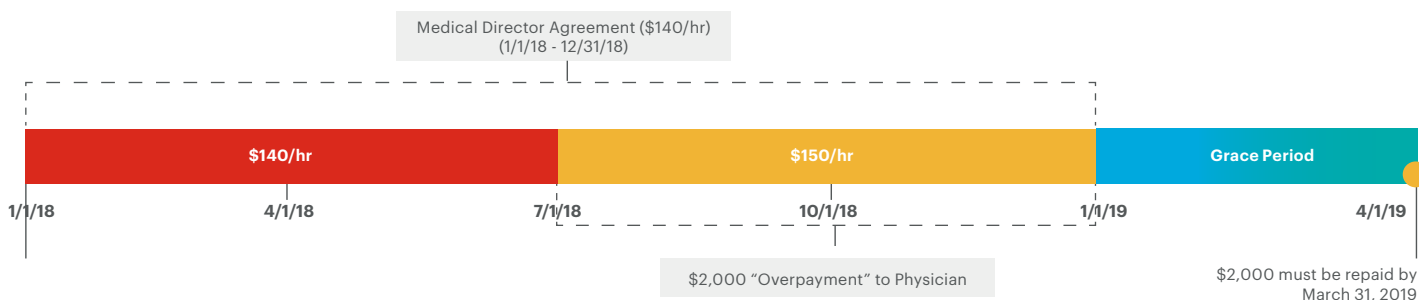 Medical Director Agreement ($140/hr)
(1/1/18 - 12/31/18)
$140/hr
$150/hr
Grace Period
1/1/18
4/1/18
7/1/18
10/1/18
1/1/19
4/1/19
$2,000 “Overpayment” to Physician
$2,000 must be repaid by
March 31, 2019